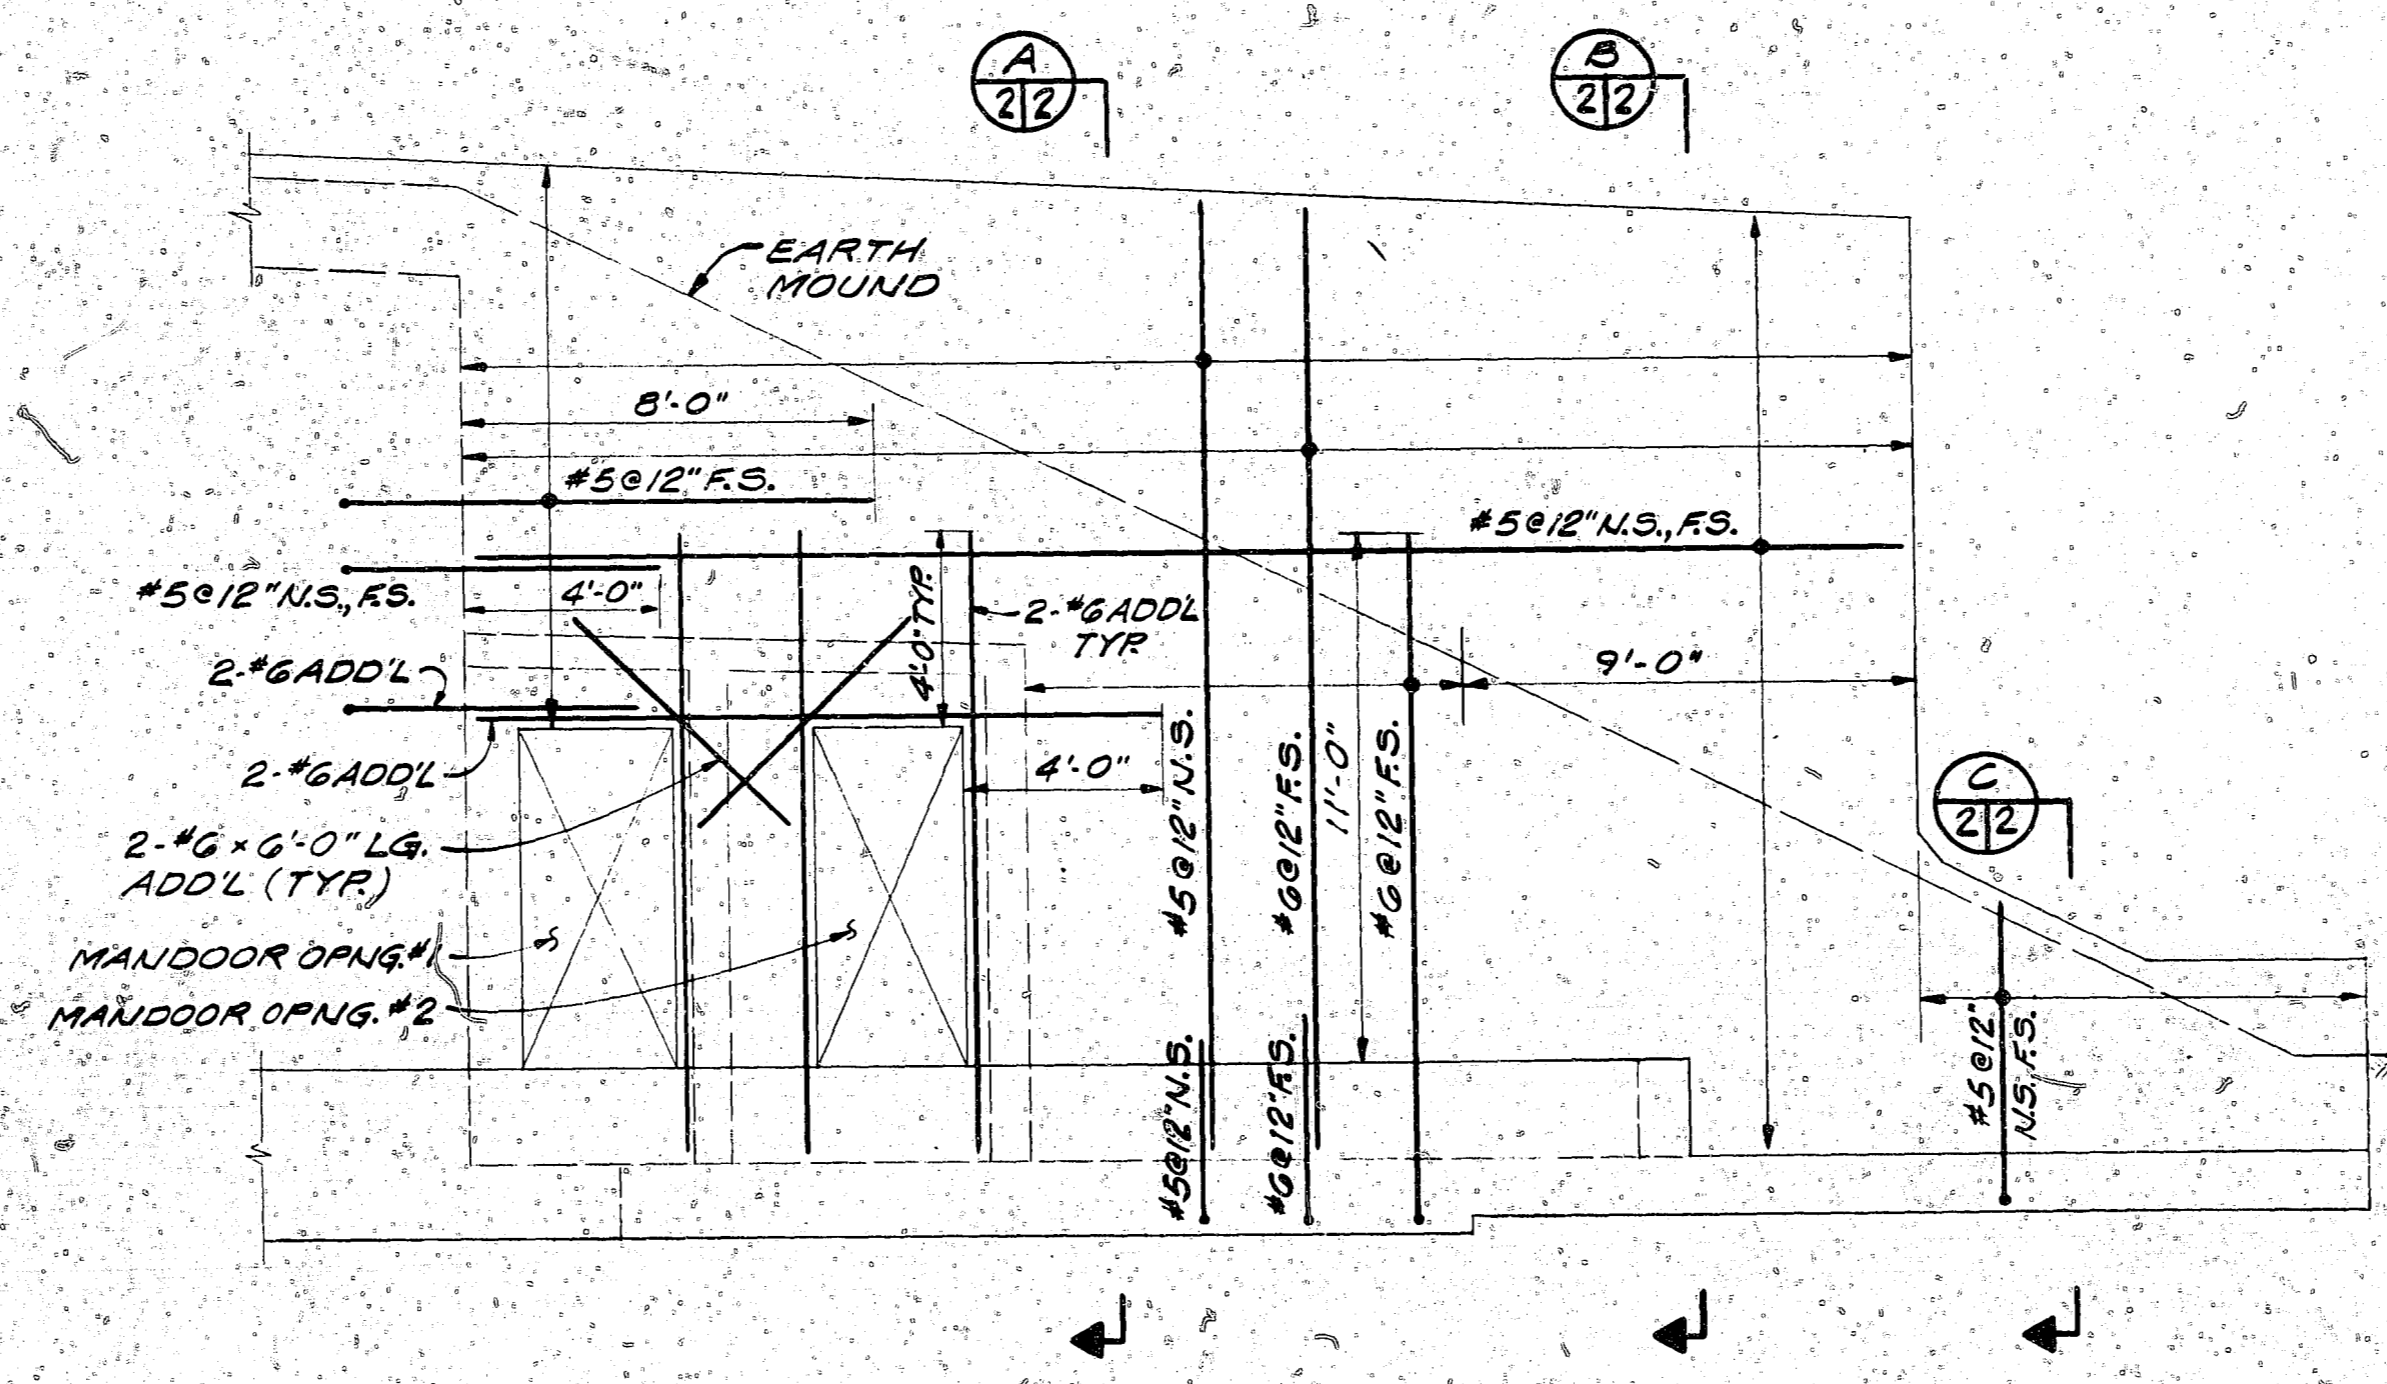 A
2 2
B
2 2
EARTH
MOUND
8'-0"
#5@12" F.S.
#5@12" N.S., F.S.
#5@12" N.S., F.S.
4'-0"
4'-0" TYP.
2-#6 ADD'L
TYP.
2-#6 ADD'L
9'-0"
2-#6 ADD'L
4'-0"
#5@12" N.S.
#6@12" F.S.
11'-0"
#6@12" F.S.
C
2 2
2-#6 x 6'-0" LG.
ADD'L (TYP.)
MANDOOR OPNG. #1
MANDOOR OPNG. #2
#5@12" N.S.
#6@12" F.S.
#5@12"
N.S., F.S.